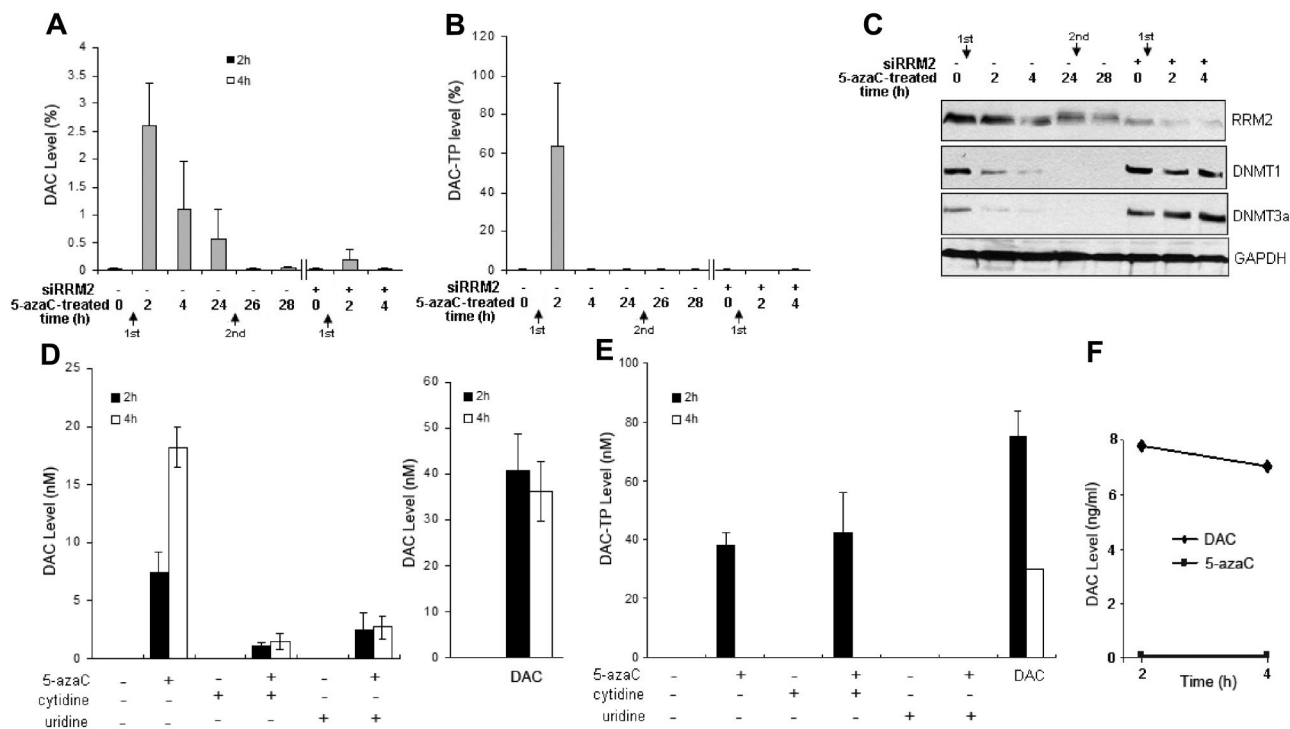 A
DAC Level (%)
4
3.5
3
2.5
2
1.5
1
0.5
0
2h
4h
siRRM2 - - - - - - + + +
5-azaC-treated time (h) 0 2 4 24 26 28 0 2 4
1st 2nd 1st
B
DAC-TP level (%)
120
100
80
60
40
20
0
siRRM2 - - - - - - + + +
5-azaC-treated time (h) 0 2 4 24 26 28 0 2 4
1st 2nd 1st
C
1st 2nd 1st
siRRM2 - - - - - + + +
5-azaC-treated time (h) 0 2 4 24 28 0 2 4
RRM2
DNMT1
DNMT3a
GAPDH
D
DAC Level (nM)
25
20
15
10
5
0
2h
4h
5-azaC - + - + - +
cytidine - - + + - -
uridine - - - - + +
DAC Level (nM)
60
50
40
30
20
10
0
2h
4h
DAC
E
DAC-TP Level (nM)
100
80
60
40
20
0
2h
4h
5-azaC - + - + - + DAC
cytidine - - + + - -
uridine - - - - + +
F
DAC Level (ng/ml)
8
8
4
2
0
DAC
5-azaC
2 Time (h) 4